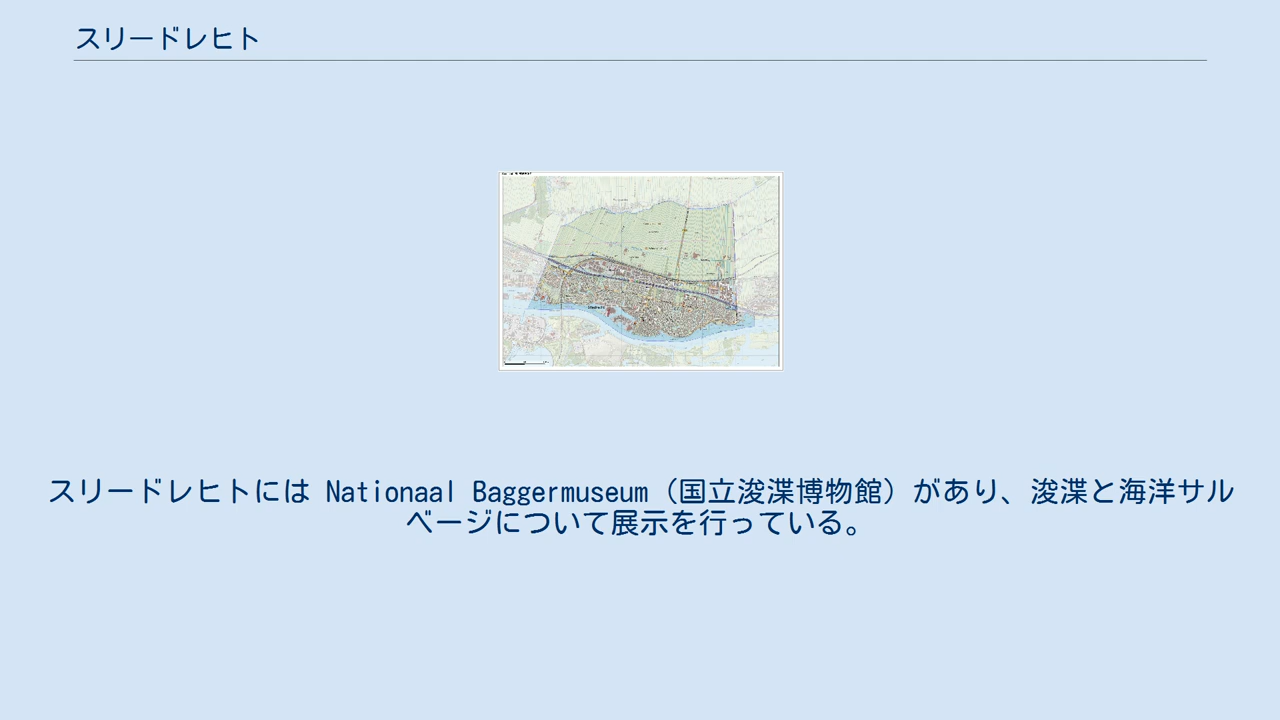 スリードレヒト
スリードレヒトには Nationaal Baggermuseum（国立浚渫博物館）があり、浚渫と海洋サル
ベージについて展示を行っている。